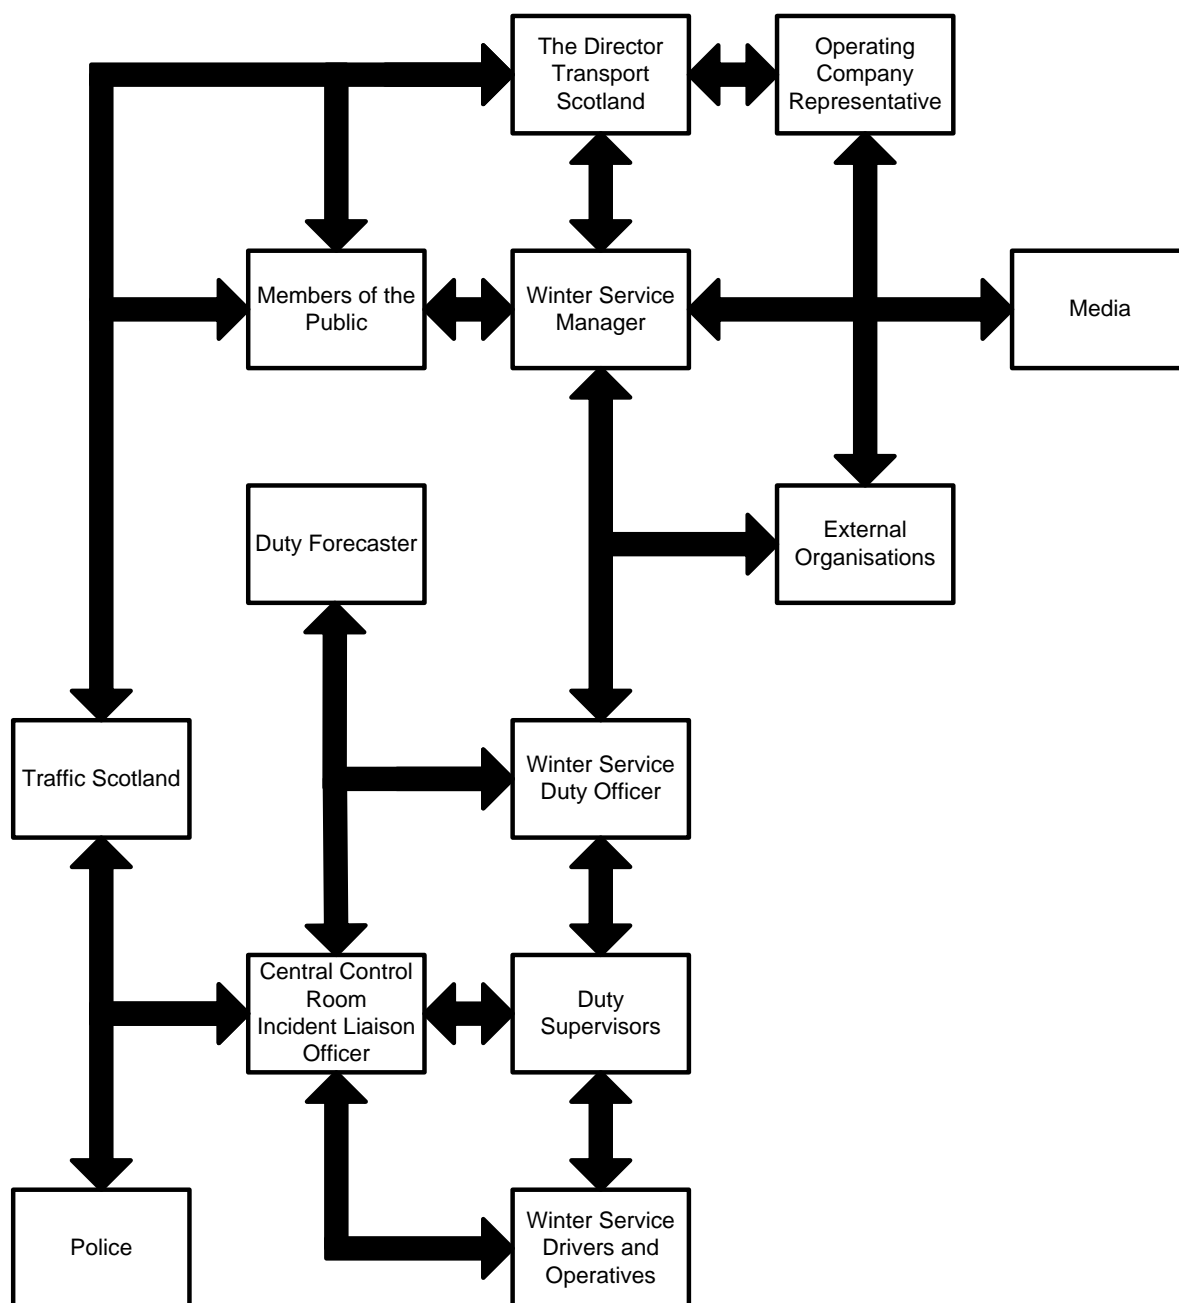 The Director
Transport
Scotland
Operating
Company
Representative
Members of the
Public
Winter Service
Manager
Media
Duty Forecaster
External
Organisations
Traffic Scotland
Winter Service
Duty Officer
Central Control
Room
Incident Liaison
Officer
Duty
Supervisors
Police
Winter Service
Drivers and
Operatives